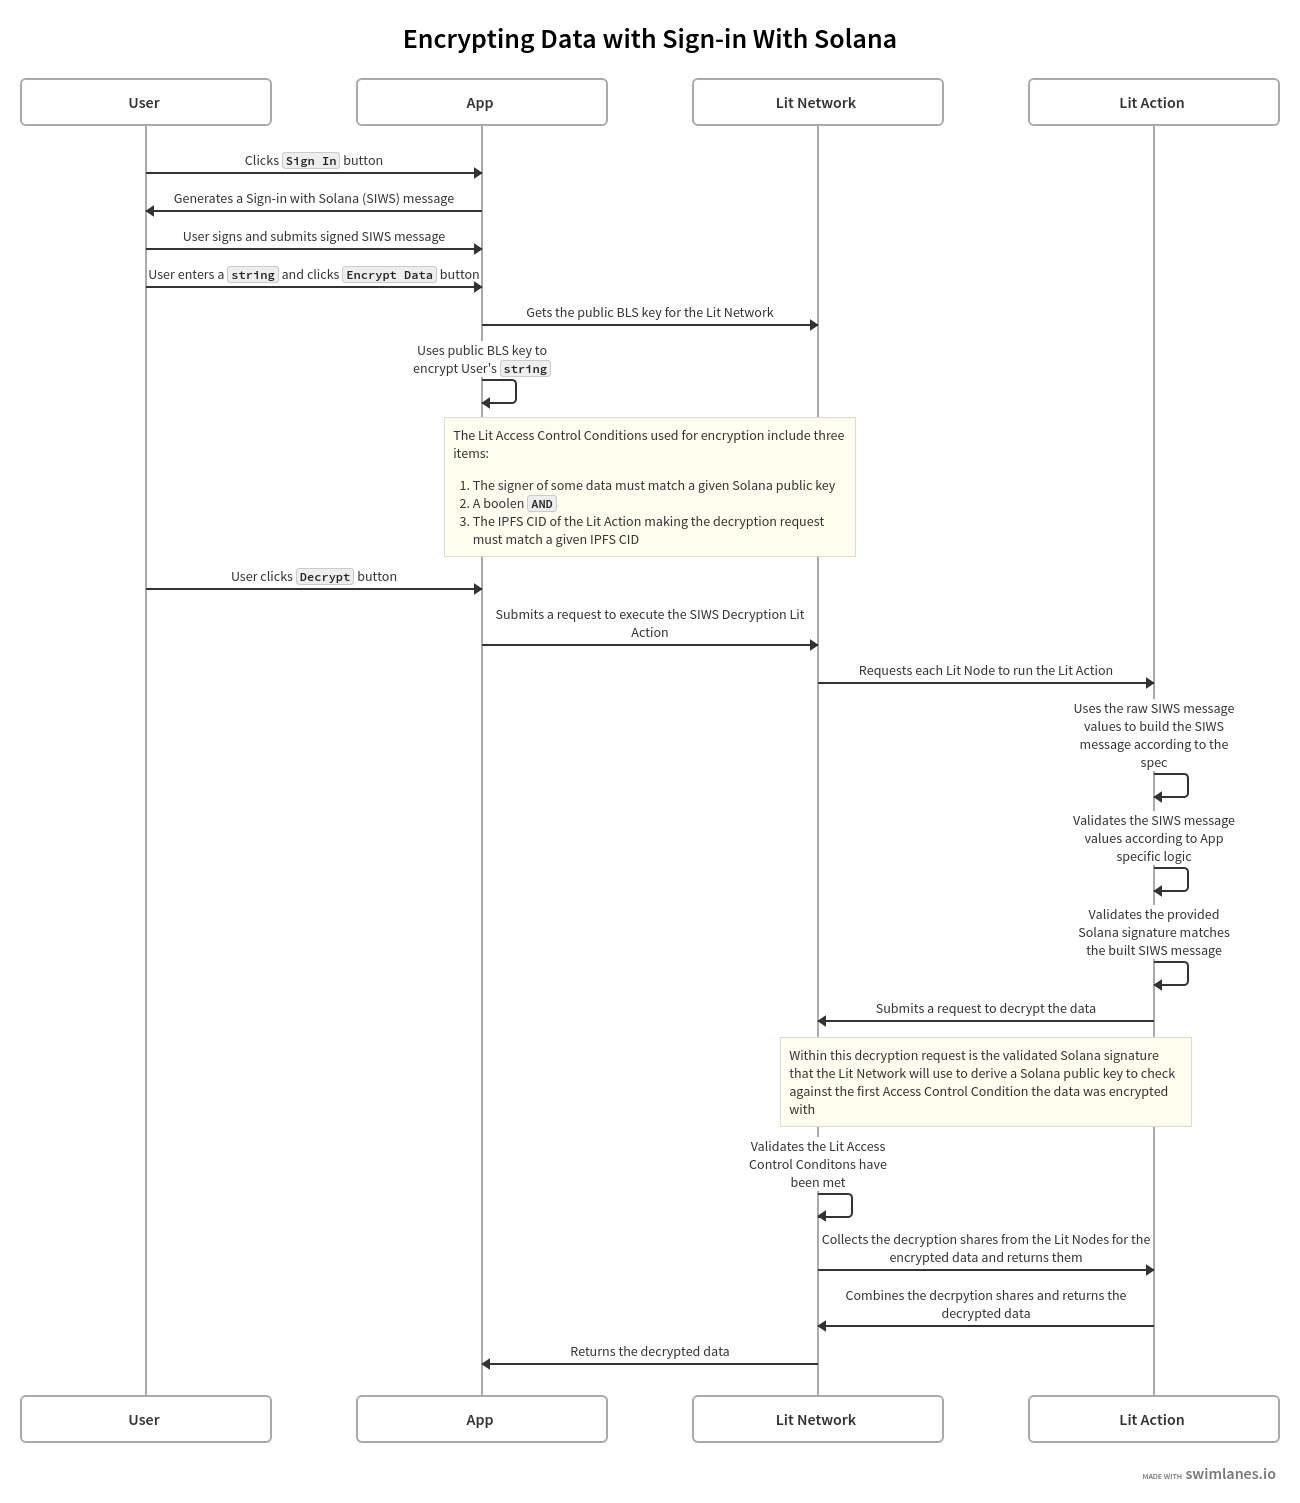 Encrypting Data with Sign-in With Solana
User
App
Lit Network
Lit Action
Clicks Sign In button
Generates a Sign-in with Solana (SIWS) message
User signs and submits signed SIWS message
User enters a string and clicks Encrypt Data button
Gets the public BLS key for the Lit Network
Uses public BLS key to
encrypt User's string
The Lit Access Control Conditions used for encryption include three
items:
1. The signer of some data must match a given Solana public key
2. A boolen AND
3. The IPFS CID of the Lit Action making the decryption request
must match a given IPFS CID
User clicks Decrypt button
Submits a request to execute the SIWS Decryption Lit
Action
Requests each Lit Node to run the Lit Action
Uses the raw SIWS message
values to build the SIWS
message according to the
spec
Validates the SIWS message
values according to App
specific logic
Validates the provided
Solana signature matches
the built SIWS message
Submits a request to decrypt the data
Within this decryption request is the validated Solana signature
that the Lit Network will use to derive a Solana public key to check
against the first Access Control Condition the data was encrypted
with
Validates the Lit Access
Control Conditons have
been met
Collects the decryption shares from the Lit Nodes for the
encrypted data and returns them
Combines the decrpytion shares and returns the
decrypted data
Returns the decrypted data
User
App
Lit Network
Lit Action
MADE WITH swimlanes.io